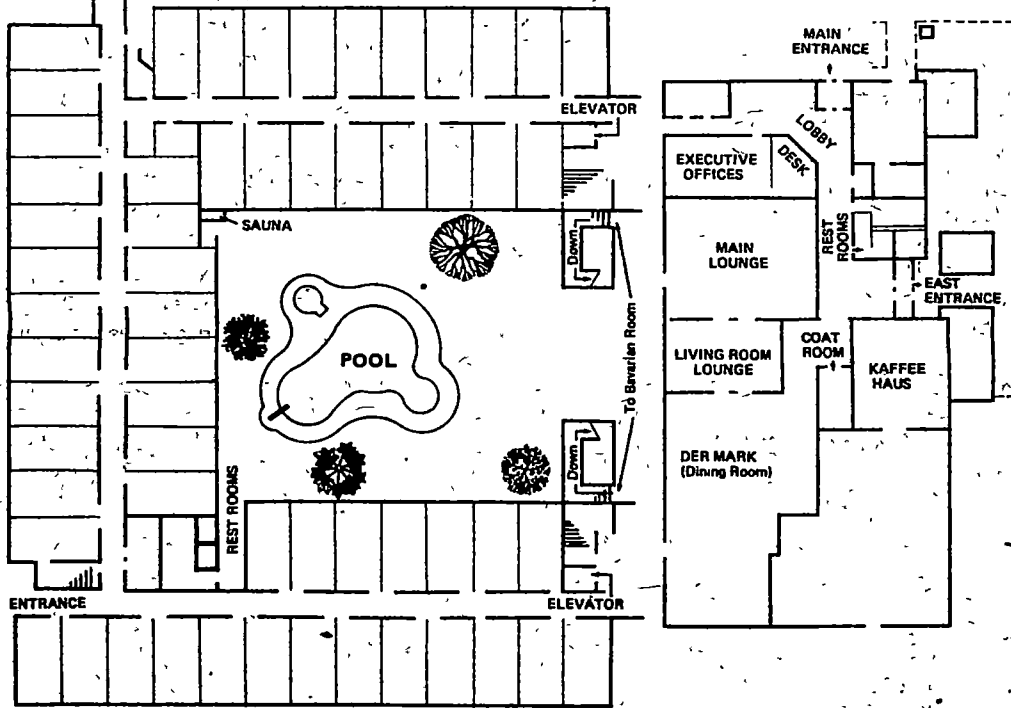 MAIN
ENTRANCE
ELEVATOR
LOBBY
DESK
EXECUTIVE
OFFICES
SAUNA
Down
REST
ROOMS
MAIN
LOUNGE
EAST
ENTRANCE
To Bavarian Room
POOL
LIVING ROOM
LOUNGE
COAT
ROOM
KAFFEE
HAUS
Down
DER MARK
(Dining Room)
REST ROOMS
ENTRANCE
ELEVATOR